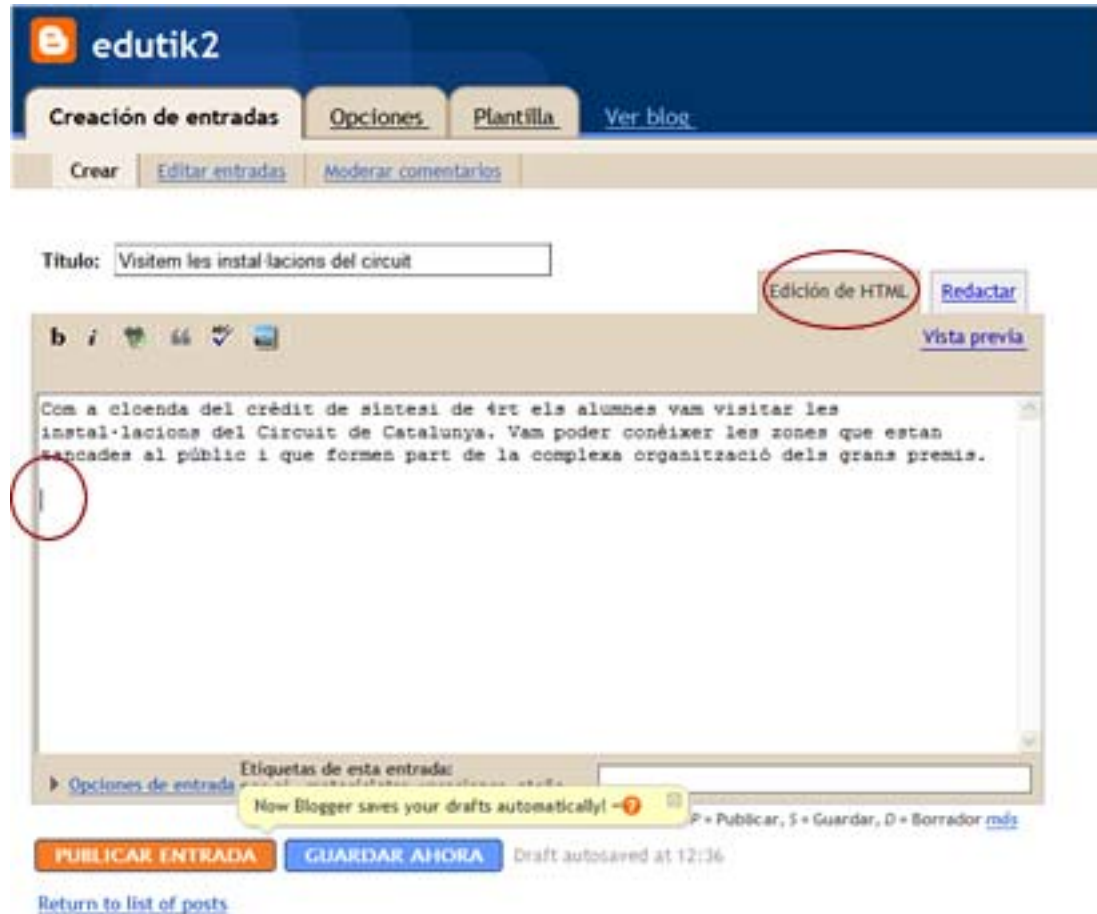 edutik2
Creación de entradas Opciones Plantilla Ver blog
Crear Editar entradas Moderar comentarios
Título: Visitem les instal·lacions del circuit
Edición de HTML Redactar
b i Vista previa
Com a cloenda del crèdit de síntesi de 4rt els alumnes vam visitar les
instal·lacions del Circuit de Catalunya. Vam poder conèixer les zones que estan
tancades al públic i que formen part de la complexa organització dels grans premis.
Etiquetas de esta entrada:
Opciones de entrada
Now Blogger saves your drafts automatically!
P = Publicar, S = Guardar, D = Borrador más
PUBLICAR ENTRADA GUARDAR AHORA Draft autosaved at 12:36
Return to list of posts